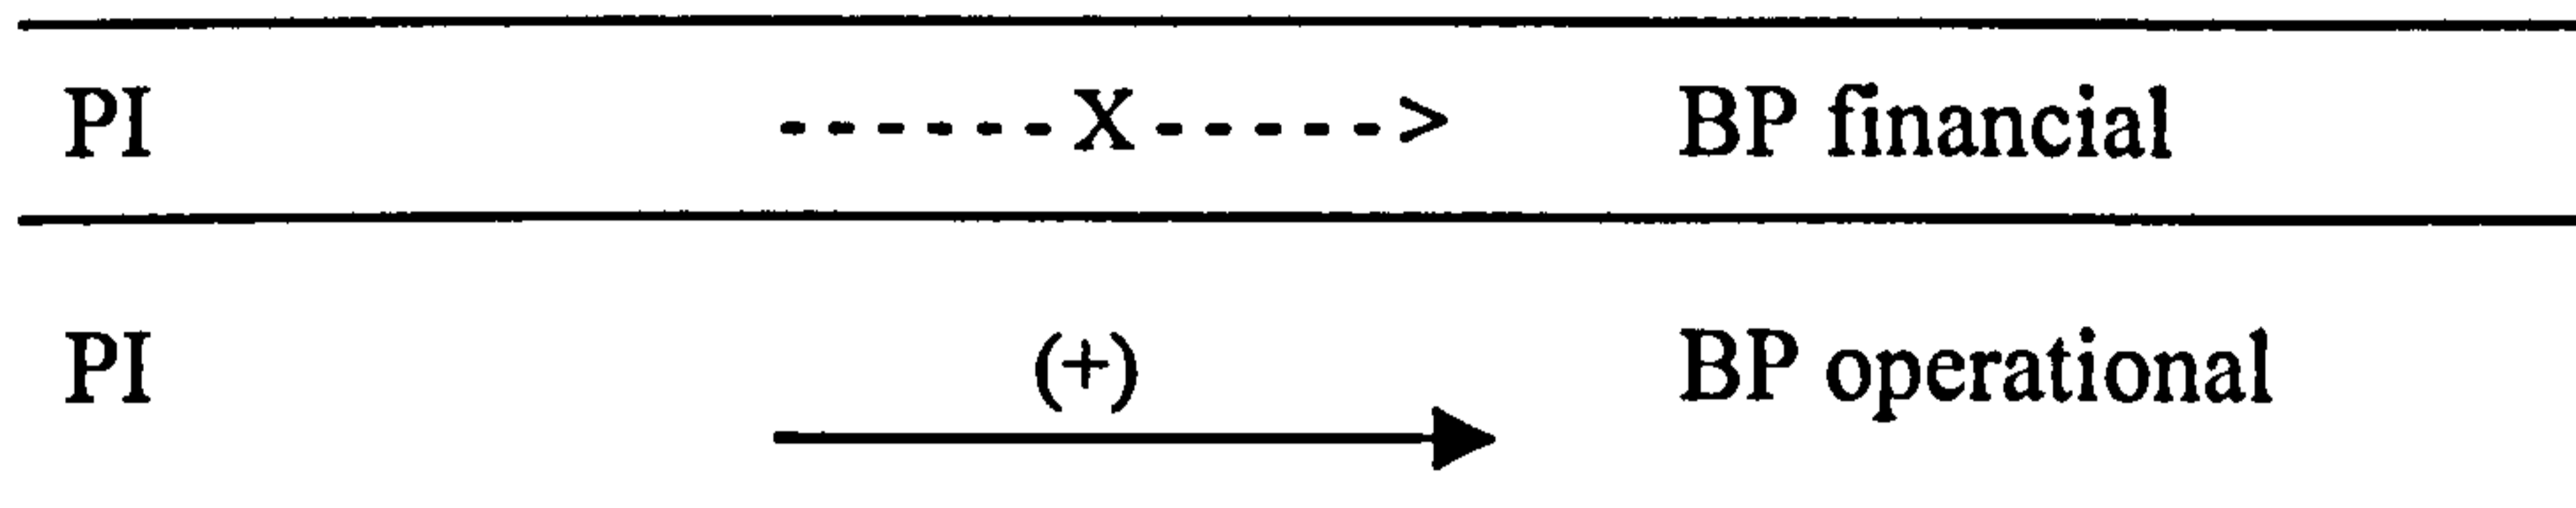 PI ------X-----> BP financial
PI (+) BP operational